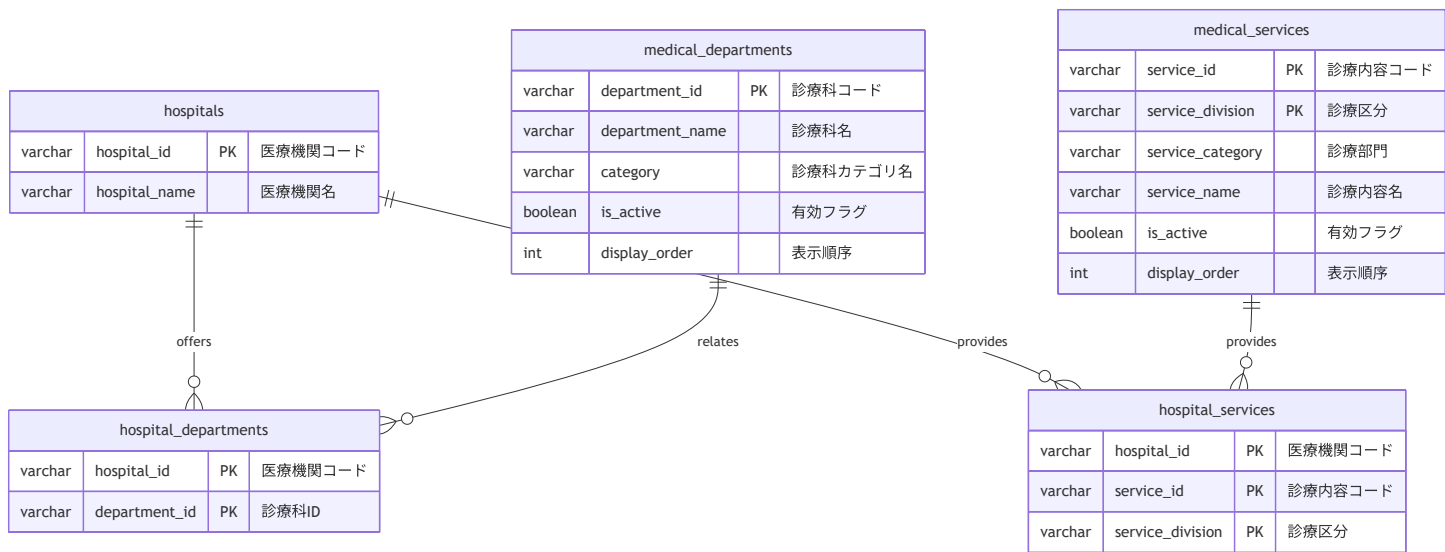 hospitals
varchar hospital_id PK 医療機関コード
varchar hospital_name 医療機関名
medical_departments
varchar department_id PK 診療科コード
varchar department_name 診療科名
varchar category 診療科カテゴリ名
boolean is_active 有効フラグ
int display_order 表示順序
medical_services
varchar service_id PK 診療内容コード
varchar service_division PK 診療区分
varchar service_category 診療部門
varchar service_name 診療内容名
boolean is_active 有効フラグ
int display_order 表示順序
offers
relates
provides
provides
hospital_departments
varchar hospital_id PK 医療機関コード
varchar department_id PK 診療科ID
hospital_services
varchar hospital_id PK 医療機関コード
varchar service_id PK 診療内容コード
varchar service_division PK 診療区分